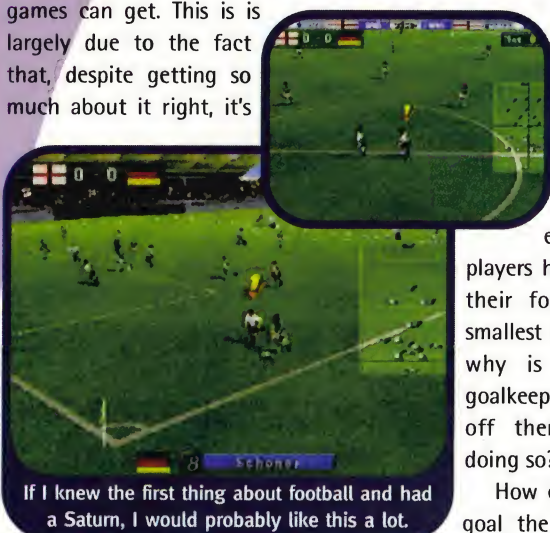 games can get. This is is
largely due to the fact
that, despite getting so
much about it right, it's
0 0
0 0
8 Schoner
If I knew the first thing about football and had
a Saturn, I would probably like this a lot.
players h
their fo
smallest
why is
goalkeep
off ther
doing so?
How
goal the